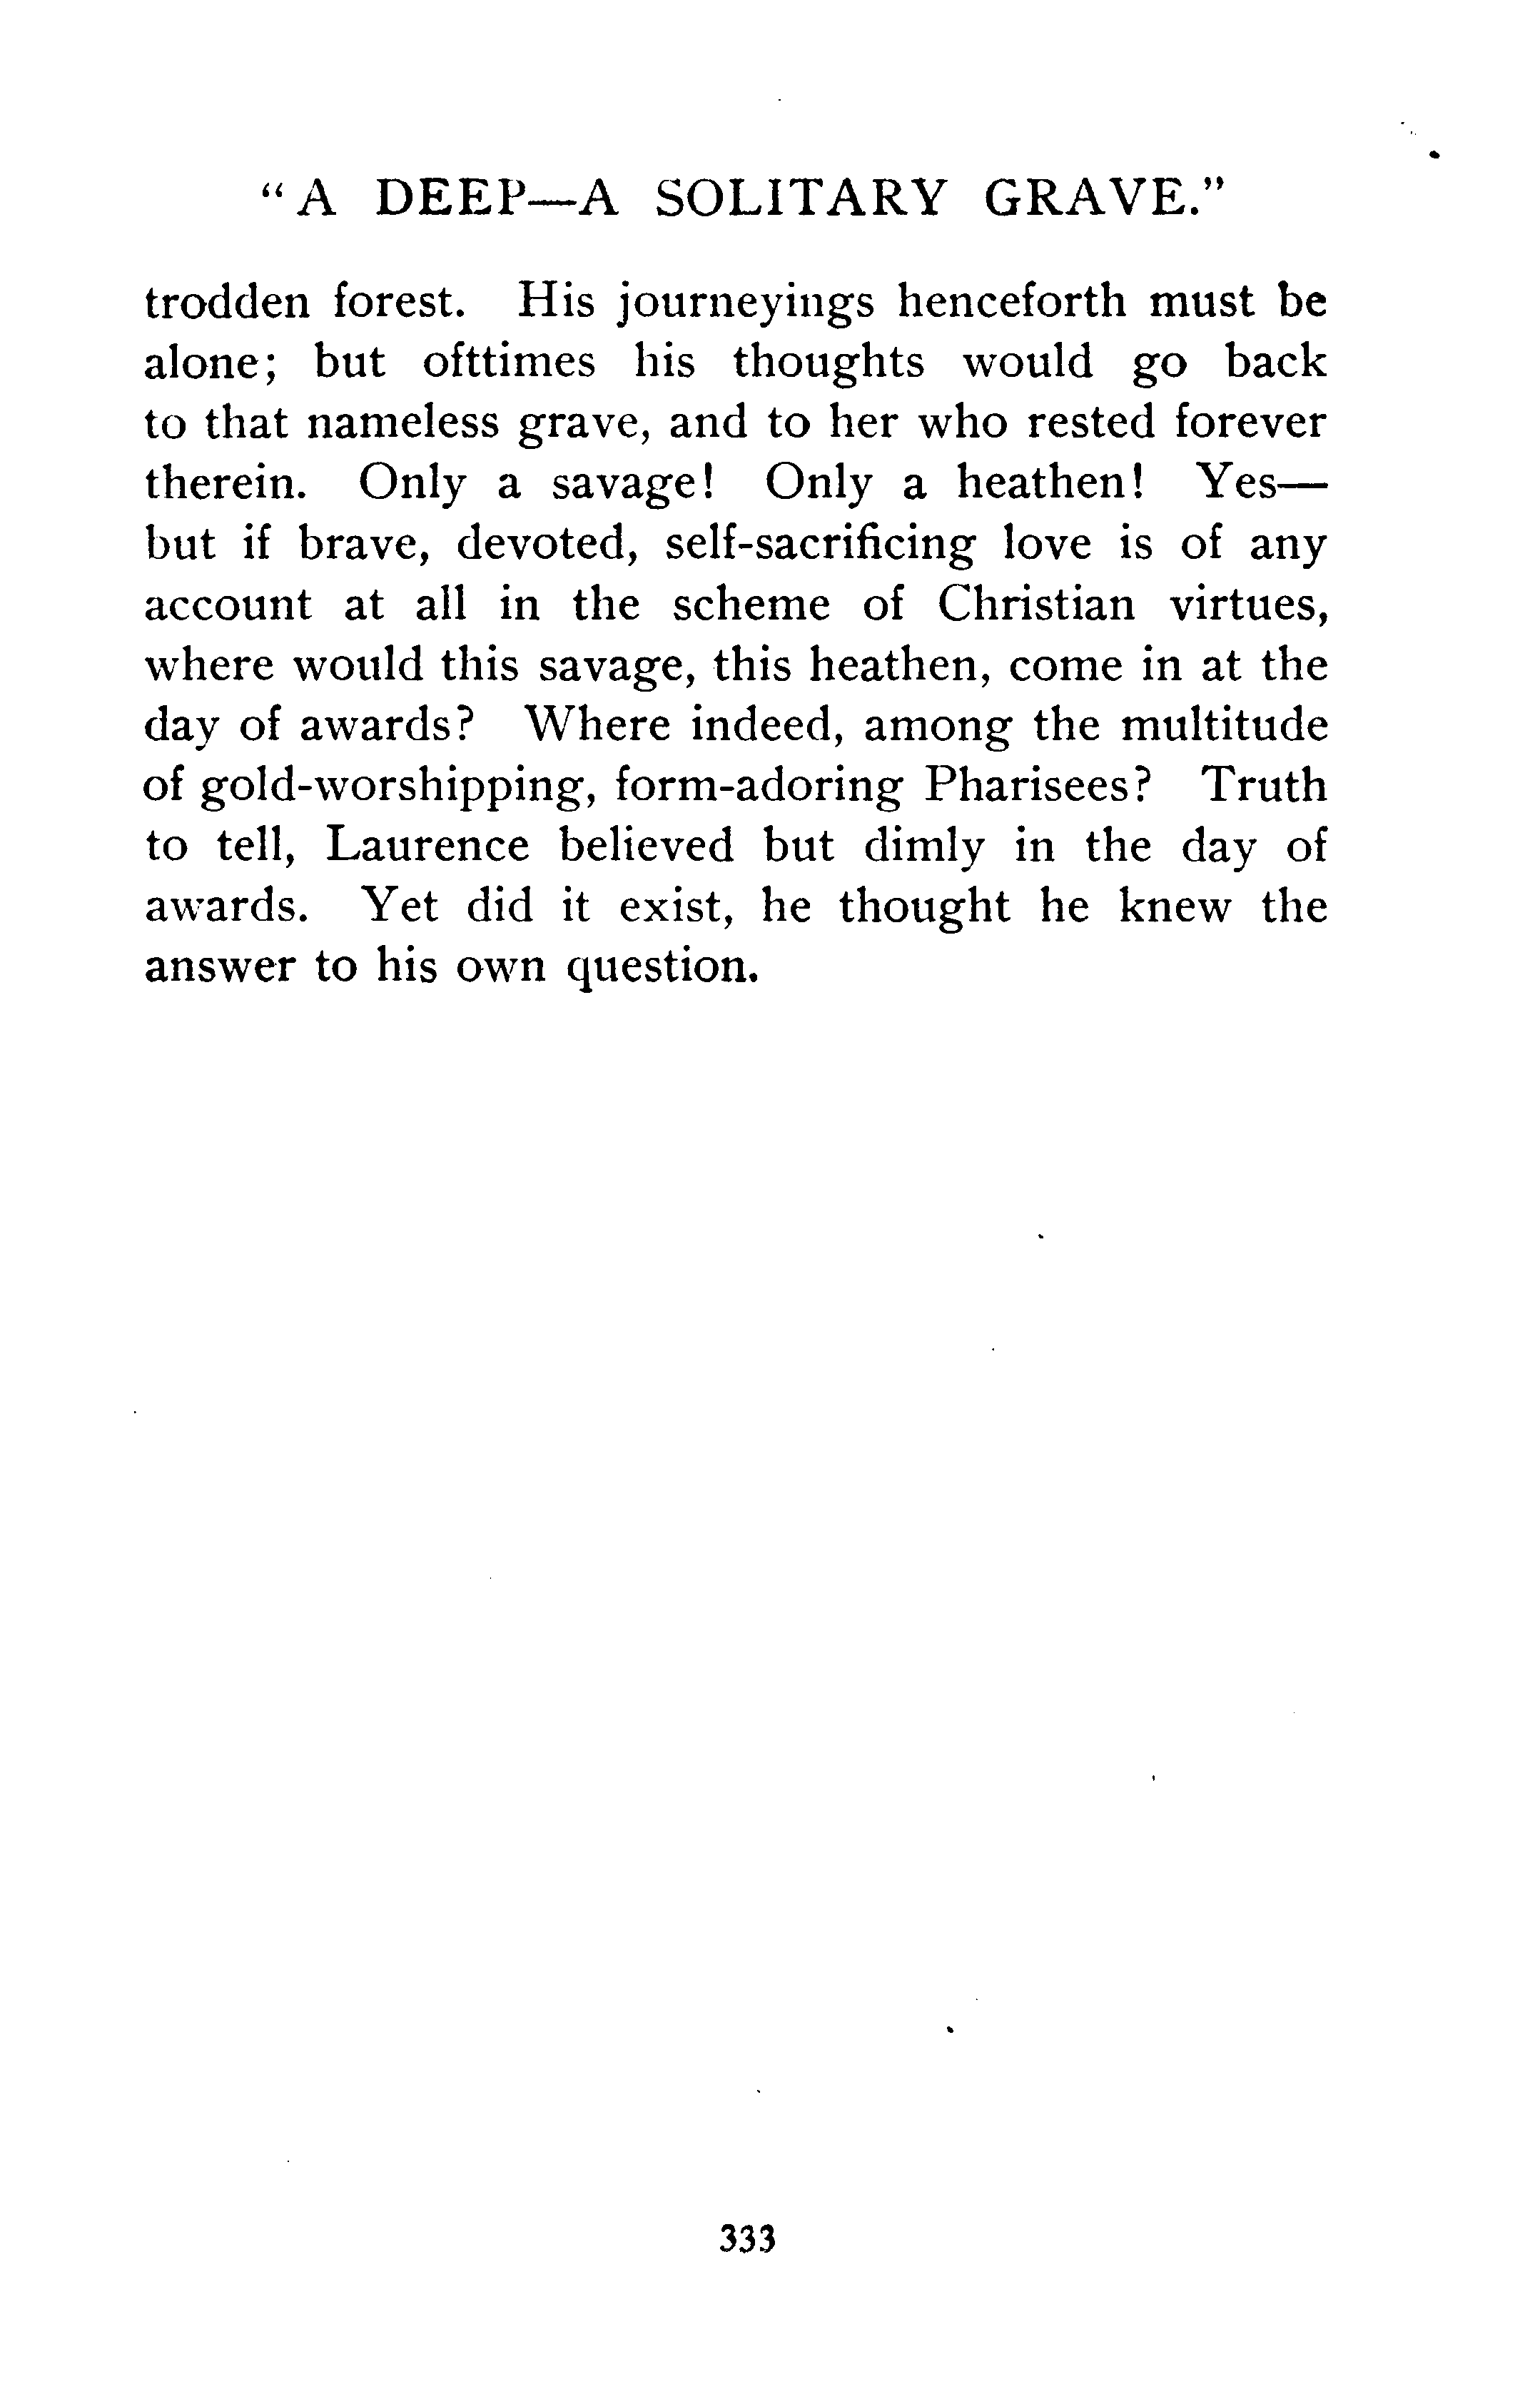 “A DEEP—A SOLITARY GRAVE.”
trodden forest. His journeyings henceforth must be
alone; but ofttimes his thoughts would go back
to that nameless grave, and to her who rested forever
therein. Only a savage! Only a heathen! Yes—
but if brave, devoted, self-sacrificing love is of any
account at all in the scheme of Christian virtues,
where would this savage, this heathen, come in at the
day of awards? Where indeed, among the multitude
of gold-worshipping, form-adoring Pharisees? Truth
to tell, Laurence believed but dimly in the day of
awards. Yet did it exist, he thought he knew the
answer to his own question.
333